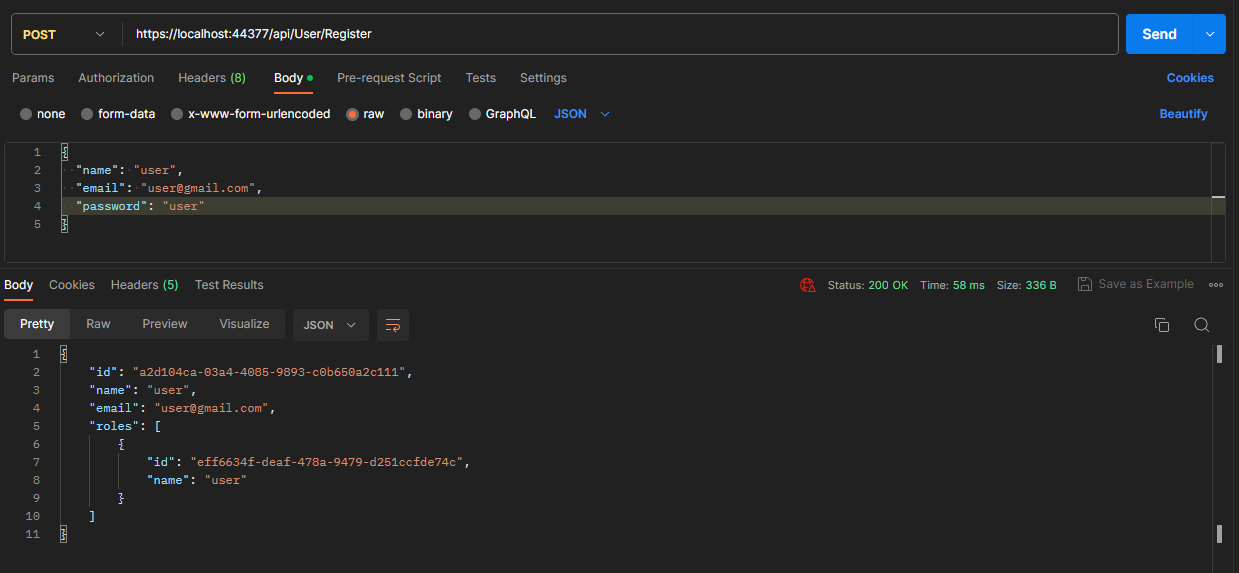 POST https://localhost:44377/api/User/Register Send
Params Authorization Headers (8) Body Pre-request Script Tests Settings Cookies
none form-data x-www-form-urlencoded raw binary GraphQL JSON Beautify
1 {
2 "name": "user",
3 "email": "user@gmail.com",
4 "password": "user"
5 }
Body Cookies Headers (5) Test Results Status: 200 OK Time: 58 ms Size: 336 B Save as Example
Pretty Raw Preview Visualize JSON
1 {
2 "id": "a2d104ca-03a4-4085-9893-c0b650a2c111",
3 "name": "user",
4 "email": "user@gmail.com",
5 "roles": [
6 {
7 "id": "eff6634f-deaf-478a-9479-d251ccfde74c",
8 "name": "user"
9 }
10 ]
11 }